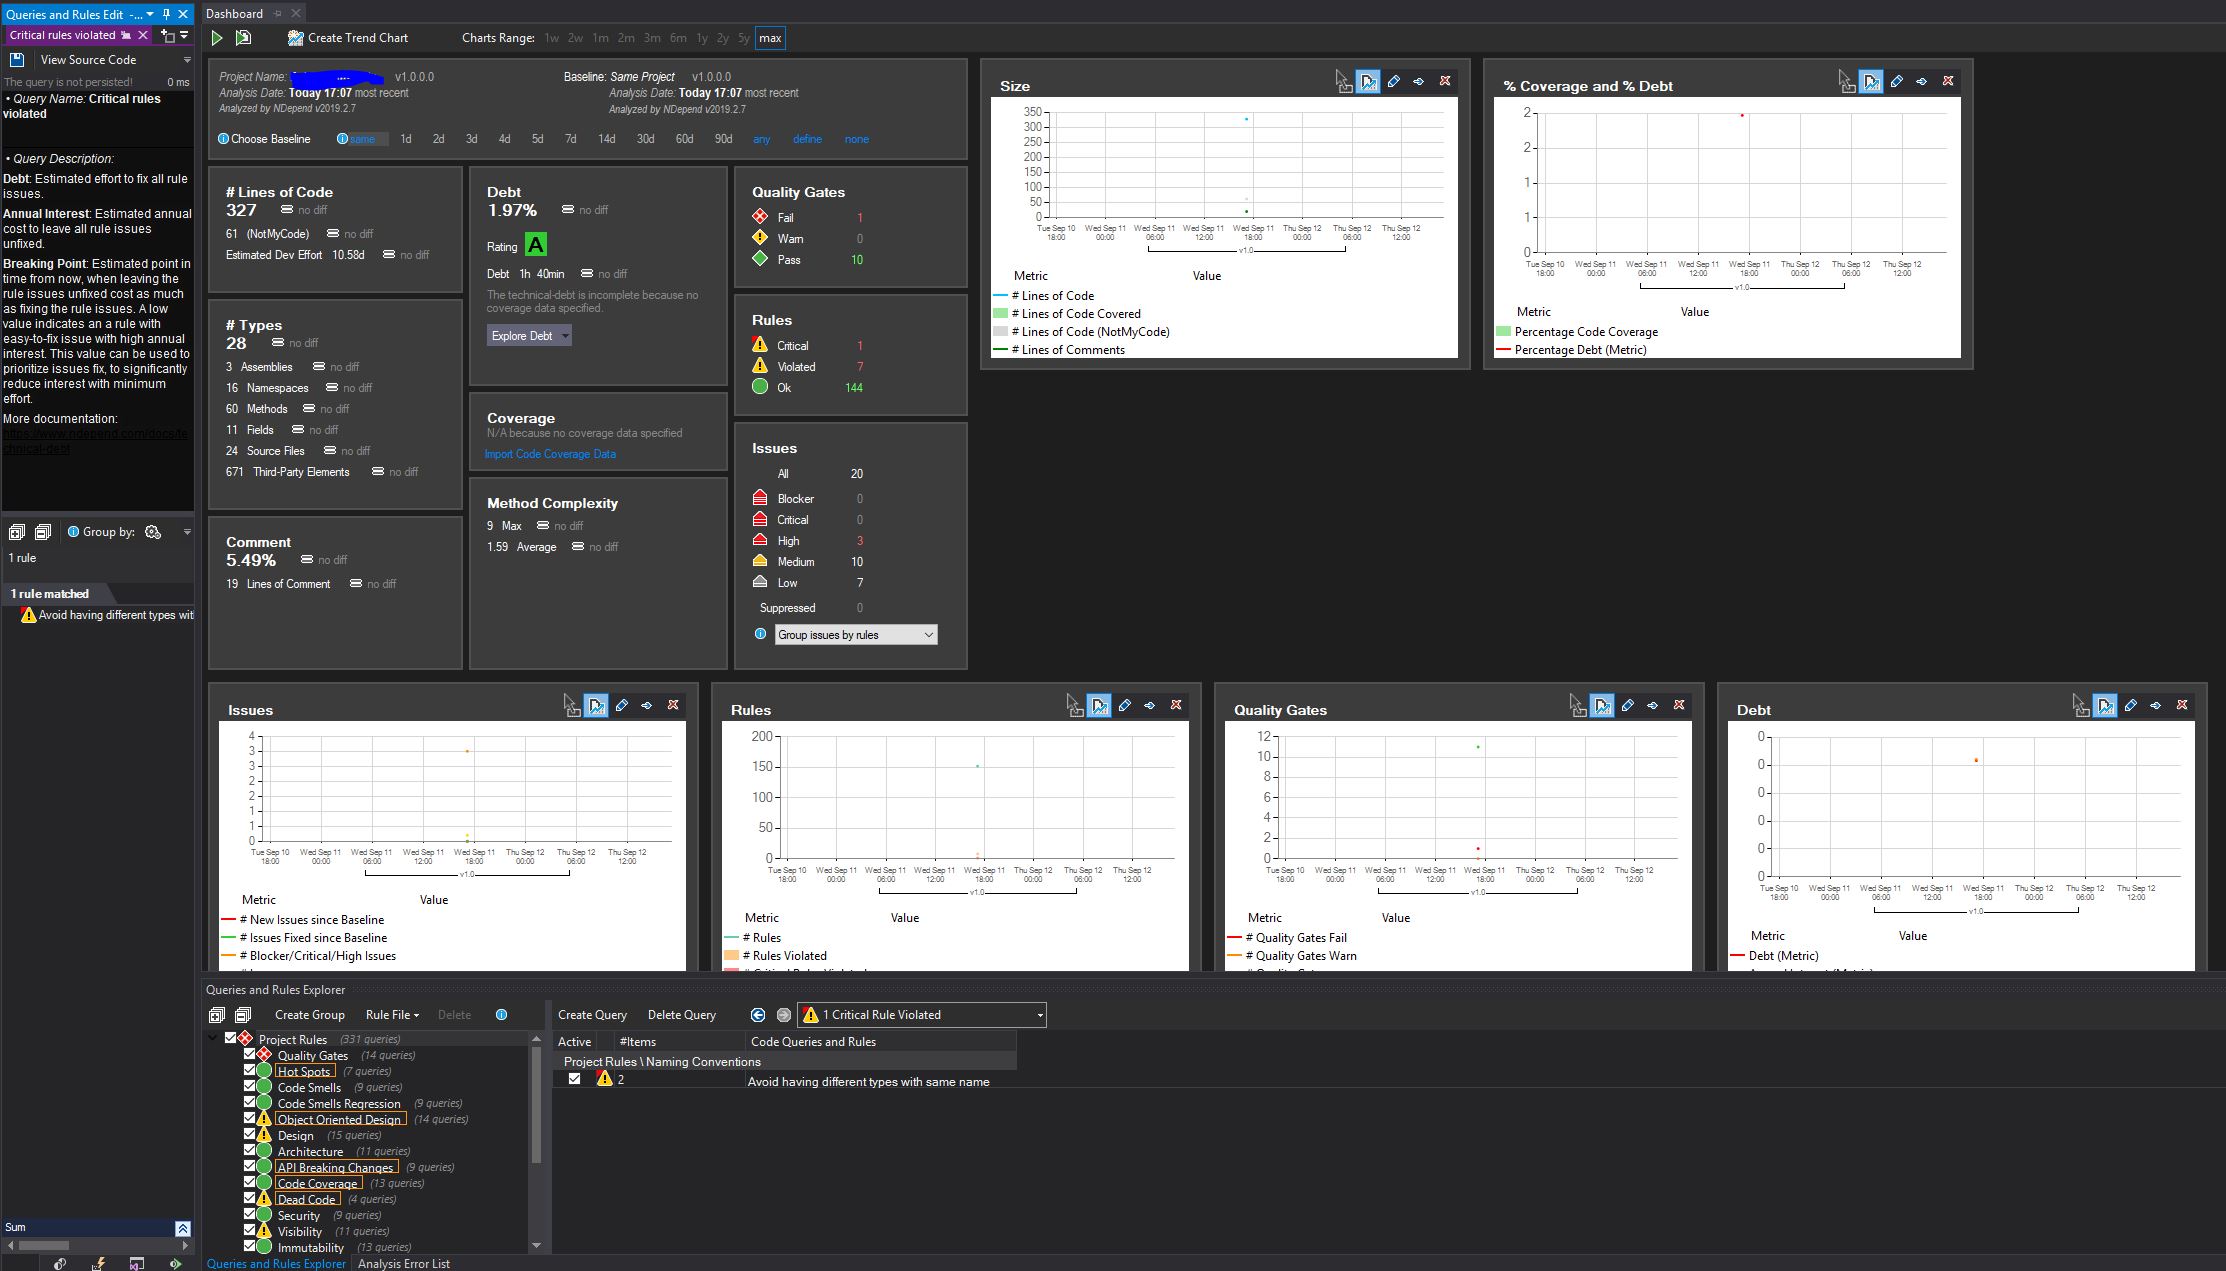 Queries and Rules Edit -...
Critical rules violated
View Source Code
The query is not persisted! 0 ms
• Query Name: Critical rules
violated
• Query Description:
Debt: Estimated effort to fix all rule
issues.
Annual Interest: Estimated annual
cost to leave all rule issues
unfixed.
Breaking Point: Estimated point in
time from now, when leaving the
rule issues unfixed cost as much
as fixing the rule issues. A low
value indicates an a rule with
easy-to-fix issue with high annual
interest. This value can be used to
prioritize issues fix, to significantly
reduce interest with minimum
effort.
More documentation:
https://www.ndepend.com/docs/te
chnical-debt
Group by:
1 rule
1 rule matched
Avoid having different types wit
Sum
Dashboard
Create Trend Chart Charts Range: 1w 2w 1m 2m 3m 6m 1y 2y 5y max
Project Name: v1.0.0.0 Baseline: Same Project v1.0.0.0
Analysis Date: Today 17:07 most recent Analysis Date: Today 17:07 most recent
Analyzed by NDepend v2019.2.7 Analyzed by NDepend v2019.2.7
Choose Baseline same 1d 2d 3d 4d 5d 7d 14d 30d 60d 90d any define none
# Lines of Code
327 no diff
61 (NotMyCode) no diff
Estimated Dev Effort 10.58d no diff
# Types
28 no diff
3 Assemblies no diff
16 Namespaces no diff
60 Methods no diff
11 Fields no diff
24 Source Files no diff
671 Third-Party Elements no diff
Comment
5.49% no diff
19 Lines of Comment no diff
Debt
1.97% no diff
Rating A
Debt 1h 40min no diff
The technical-debt is incomplete because no
coverage data specified.
Explore Debt
Coverage
N/A because no coverage data specified
Import Code Coverage Data
Method Complexity
9 Max no diff
1.59 Average no diff
Quality Gates
Fail 1
Warn 0
Pass 10
Rules
Critical 1
Violated 7
Ok 144
Issues
All 20
Blocker 0
Critical 0
High 3
Medium 10
Low 7
Suppressed 0
Group issues by rules
Size
350
300
250
200
150
100
50
0
Tue Sep 10 Wed Sep 11 Wed Sep 11 Wed Sep 11 Wed Sep 11 Thu Sep 12 Thu Sep 12 Thu Sep 12
18:00 00:00 06:00 12:00 18:00 00:00 06:00 12:00
v1.0
Metric Value
# Lines of Code
# Lines of Code Covered
# Lines of Code (NotMyCode)
# Lines of Comments
% Coverage and % Debt
2
2
1
1
0
Tue Sep 10 Wed Sep 11 Wed Sep 11 Wed Sep 11 Wed Sep 11 Thu Sep 12 Thu Sep 12 Thu Sep 12
18:00 00:00 06:00 12:00 18:00 00:00 06:00 12:00
v1.0
Metric Value
Percentage Code Coverage
Percentage Debt (Metric)
Issues
4
3
3
2
2
1
1
0
Tue Sep 10 Wed Sep 11 Wed Sep 11 Wed Sep 11 Wed Sep 11 Thu Sep 12 Thu Sep 12 Thu Sep 12
18:00 00:00 06:00 12:00 18:00 00:00 06:00 12:00
v1.0
Metric Value
# New Issues since Baseline
# Issues Fixed since Baseline
# Blocker/Critical/High Issues
Rules
200
150
100
50
0
Tue Sep 10 Wed Sep 11 Wed Sep 11 Wed Sep 11 Wed Sep 11 Thu Sep 12 Thu Sep 12 Thu Sep 12
18:00 00:00 06:00 12:00 18:00 00:00 06:00 12:00
v1.0
Metric Value
# Rules
# Rules Violated
Quality Gates
12
10
8
6
4
2
0
Tue Sep 10 Wed Sep 11 Wed Sep 11 Wed Sep 11 Wed Sep 11 Thu Sep 12 Thu Sep 12 Thu Sep 12
18:00 00:00 06:00 12:00 18:00 00:00 06:00 12:00
v1.0
Metric Value
# Quality Gates Fail
# Quality Gates Warn
Debt
0
0
0
0
0
0
Tue Sep 10 Wed Sep 11 Wed Sep 11 Wed Sep 11 Wed Sep 11 Thu Sep 12 Thu Sep 12 Thu Sep 12
18:00 00:00 06:00 12:00 18:00 00:00 06:00 12:00
v1.0
Metric Value
Debt (Metric)
Queries and Rules Explorer
Create Group Rule File Delete
Project Rules (331 queries)
Quality Gates (14 queries)
Hot Spots (7 queries)
Code Smells (9 queries)
Code Smells Regression (9 queries)
Object Oriented Design (14 queries)
Design (15 queries)
Architecture (11 queries)
API Breaking Changes (9 queries)
Code Coverage (13 queries)
Dead Code (4 queries)
Security (9 queries)
Visibility (11 queries)
Immutability (13 queries)
Create Query Delete Query 1 Critical Rule Violated
Active #Items Code Queries and Rules
Project Rules \ Naming Conventions
2 Avoid having different types with same name
Queries and Rules Explorer Analysis Error List